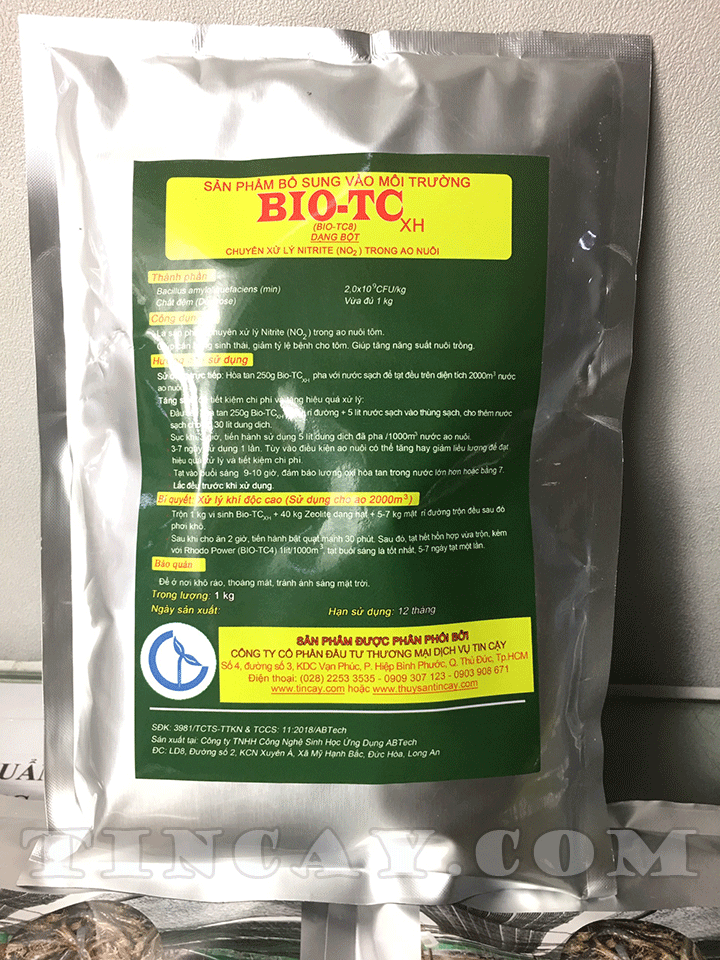 SẢN PHẨM BỔ SUNG VÀO MÔI TRƯỜNG
BIO-TC XH
(BIO-TC8)
DẠNG BỘT
CHUYÊN XỬ LÝ NITRITE (NO2) TRONG AO NUÔI
Thành phần
Bacillus (min) 2,0x10⁹CFU/kg
Chất đệm Vừa đủ 1 kg
Công
chuyên xử lý Nitrite (NO2) trong ao nuôi tôm.
sinh thái, giảm tỷ lệ bệnh cho tôm. Giúp tăng năng suất nuôi trồng.
sử dụng
tiếp: Hòa tan 250g Bio-TCXH pha với nước sạch để tạt đều trên diện tích 2000m³ nước
ao
Tăng tiết kiệm chi phí và tăng hiệu quả xử lý:
tan 250g Bio-TCXH rỉ đường + 5 lít nước sạch vào thùng sạch, cho thêm nước
sạch 30 lít dung dịch.
Sục khí giờ, tiến hành sử dụng 5 lít dung dịch đã pha /1000m³ nước ao nuôi.
3-7 ngày sử dụng 1 lần. Tùy vào điều kiện ao nuôi có thể tăng hay giảm liều lượng để đạt
hiệu quả xử lý và tiết kiệm chi phí.
Tạt vào buổi sáng 9-10 giờ, đảm bảo lượng oxi hòa tan trong nước lớn hơn hoặc bằng 7.
Lắc đều trước khi sử dụng.
Bí quyết: Xử lý khí độc cao (Sử dụng cho ao 2000m³)
Trộn 1 kg vi sinh Bio-TCXH + 40 kg Zeolite dạng hạt + 5-7 kg mật rỉ đường trộn đều sau đó
phơi khô.
Sau khi cho ăn 2 giờ, tiến hành bật quạt mạnh 30 phút. Sau đó, tạt hết hỗn hợp vừa trộn, kèm
với Rhodo Power (BIO-TC4) 1lít/1000m³, tạt buổi sáng là tốt nhất, 5-7 ngày tạt một lần.
Bảo quản
Để ở nơi khô ráo, thoáng mát, tránh ánh sáng mặt trời.
Trọng lượng: 1 kg
Ngày sản xuất: Hạn sử dụng: 12 tháng
SẢN PHẨM ĐƯỢC PHÂN PHỐI BỞI
CÔNG TY CỔ PHẦN ĐẦU TƯ THƯƠNG MẠI DỊCH VỤ TIN CẬY
Số 4, đường số 3, KDC Vạn Phúc, P. Hiệp Bình Phước, Q. Thủ Đức, Tp.HCM
Điện thoại: (028) 2253 3535 - 0909 307 123 - 0903 908 671
www.tincay.com hoặc www.thuysantincay.com
SĐK: 3981/TCTS-TTKN & TCCS: 11:2018/ABTech
Sản xuất tại: Công ty TNHH Công Nghệ Sinh Học Ứng Dụng ABTech
ĐC: LD8, Đường số 2, KCN Xuyên Á, Xã Mỹ Hạnh Bắc, Đức Hòa, Long An
TINCAY.COM